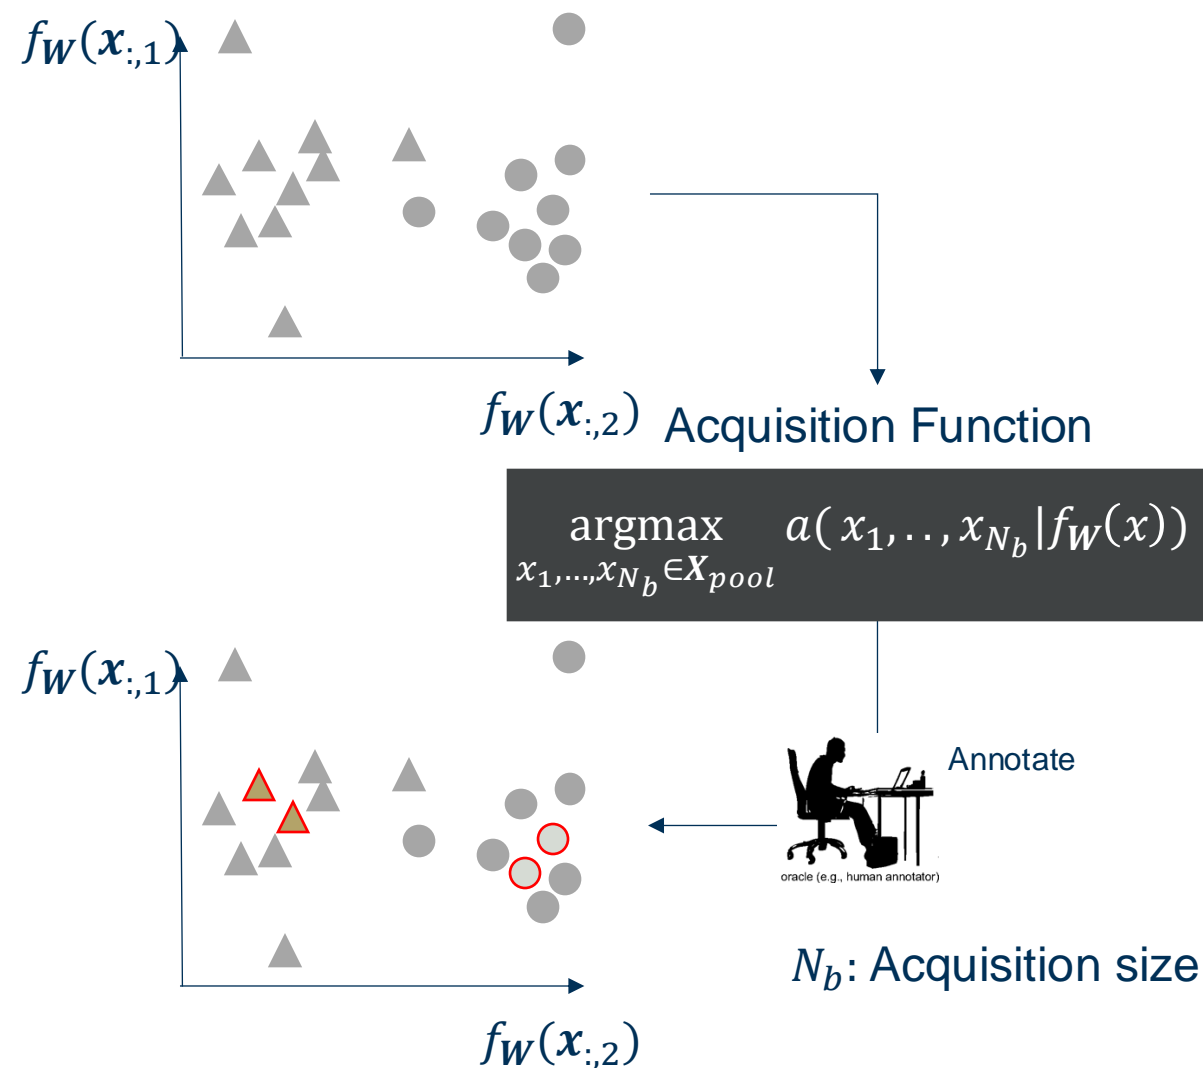 f_W(x_{:,1})
f_W(x_{:,2})
Acquisition Function
argmax a( x_1,..,x_{N_b}|f_W(x))
x_1,…,x_{N_b}∈X_{pool}
f_W(x_{:,1})
Annotate
oracle (e.g., human annotator)
N_b: Acquisition size
f_W(x_{:,2})